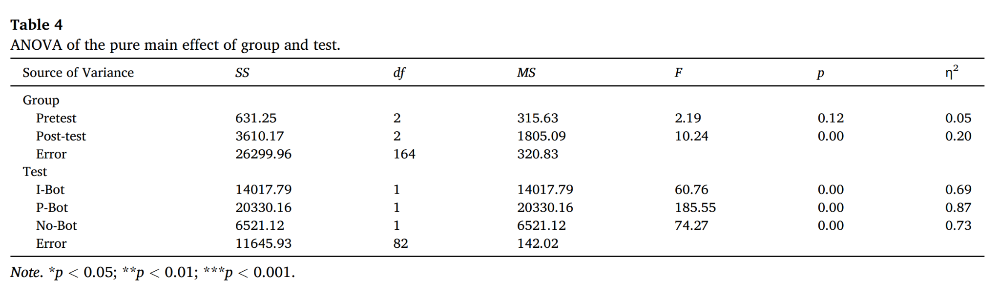 Table 4
ANOVA of the pure main effect of group and test.
Source of Variance SS df MS F p η²
Group
Pretest 631.25 2 315.63 2.19 0.12 0.05
Post-test 3610.17 2 1805.09 10.24 0.00 0.20
Error 26299.96 164 320.83
Test
I-Bot 14017.79 1 14017.79 60.76 0.00 0.69
P-Bot 20330.16 1 20330.16 185.55 0.00 0.87
No-Bot 6521.12 1 6521.12 74.27 0.00 0.73
Error 11645.93 82 142.02
Note. *p < 0.05; **p < 0.01; ***p < 0.001.